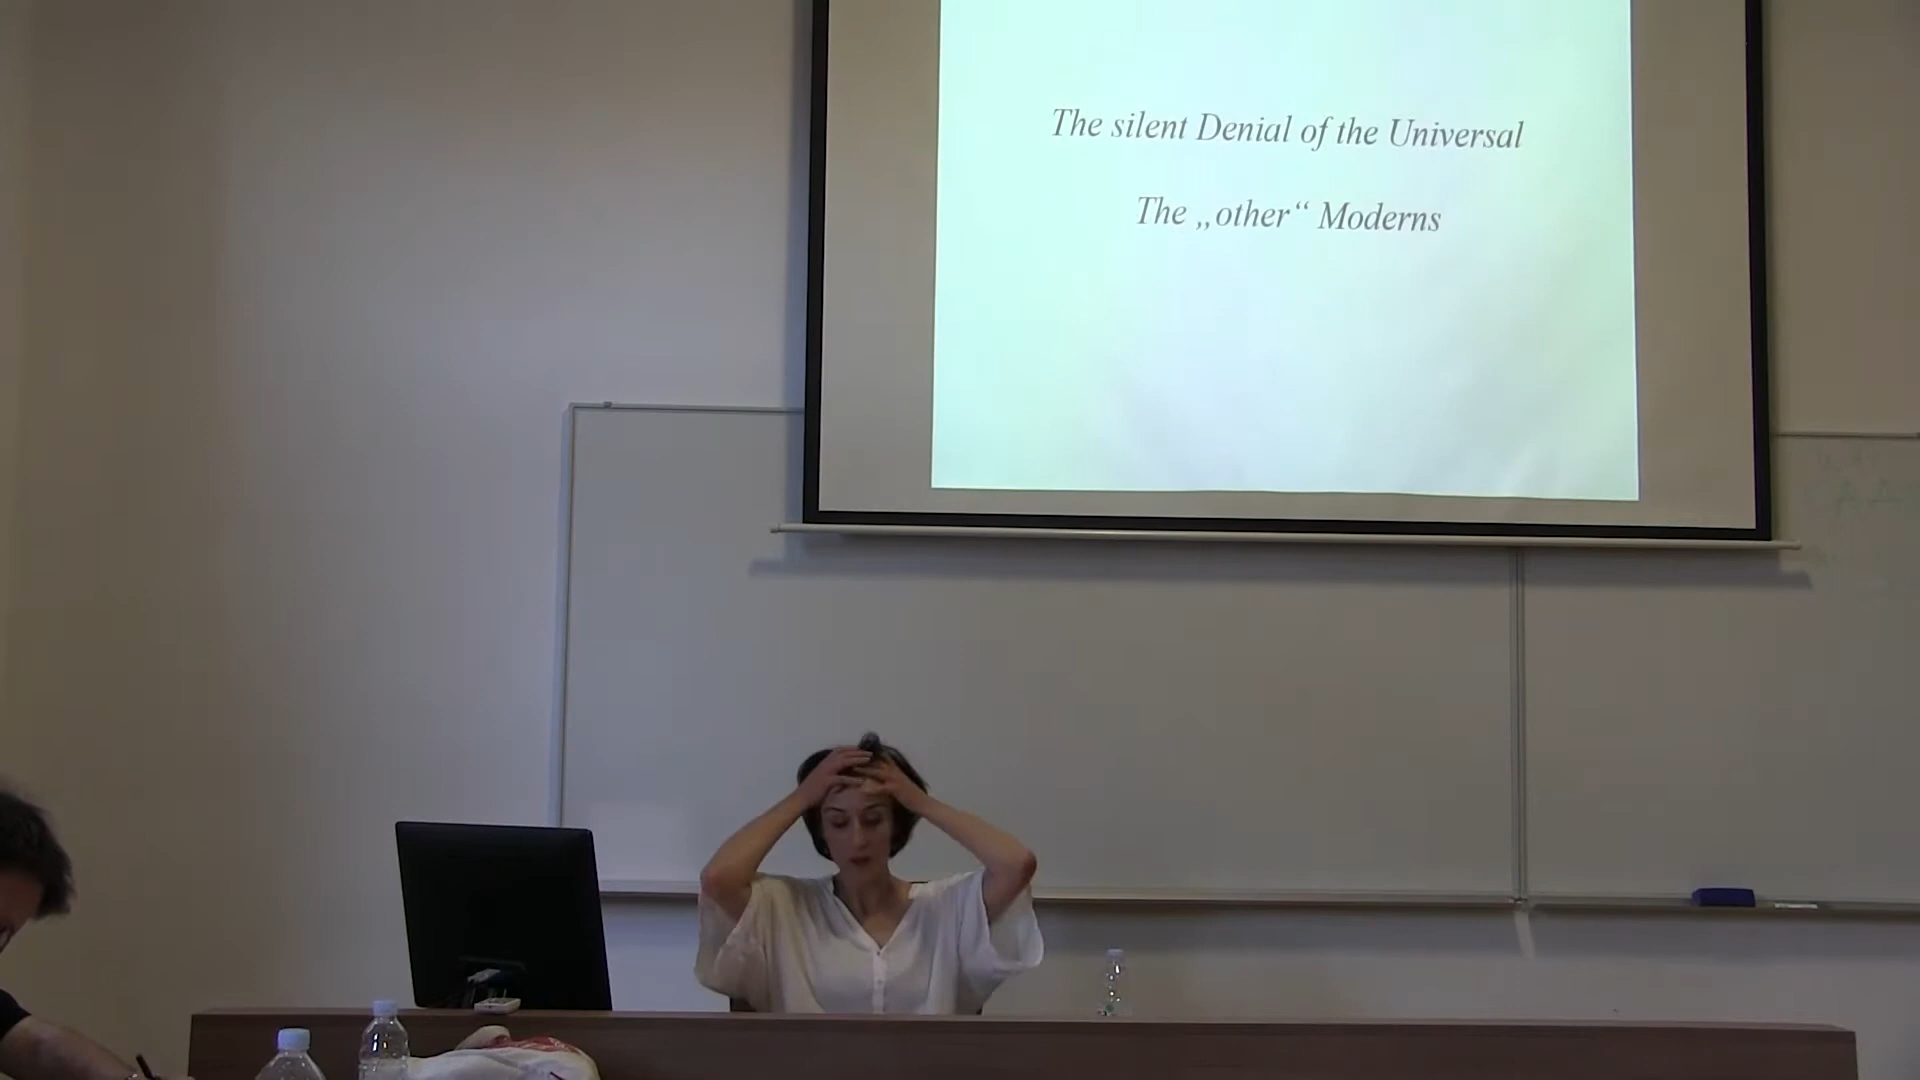 The silent Denial of the Universal
The „other“ Moderns